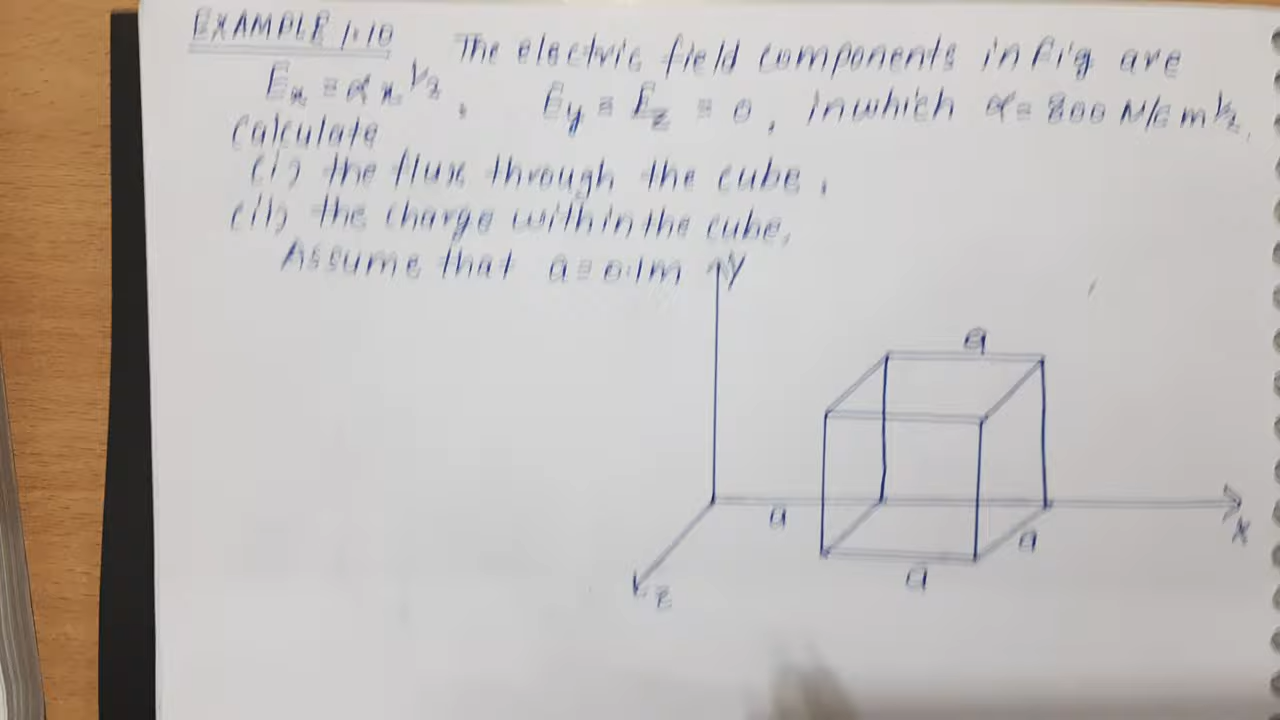 EXAMPLE 1.10 The electric field components in Fig are
Ex = αx^1/2, Ey = Ez = 0, in which α = 800 N/C m^1/2.
Calculate
(i) the flux through the cube,
(ii) the charge within the cube.
Assume that a = 0.1m
Y
a
a
a
a
X
Z